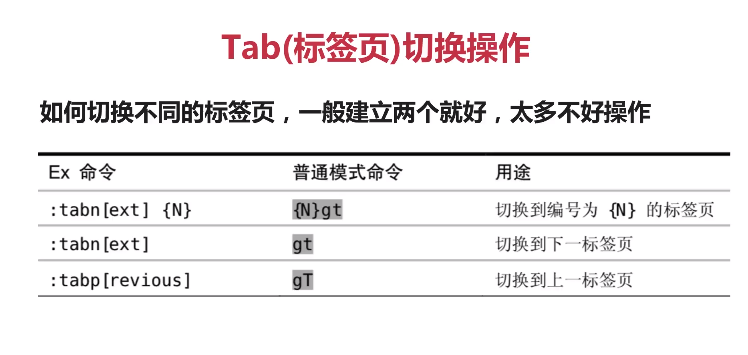 Tab(标签页)切换操作
如何切换不同的标签页，一般建立两个就好，太多不好操作
Ex 命令 普通模式命令 用途
:tabn[ext] {N} {N}gt 切换到编号为 {N} 的标签页
:tabn[ext] gt 切换到下一标签页
:tabp[revious] gT 切换到上一标签页